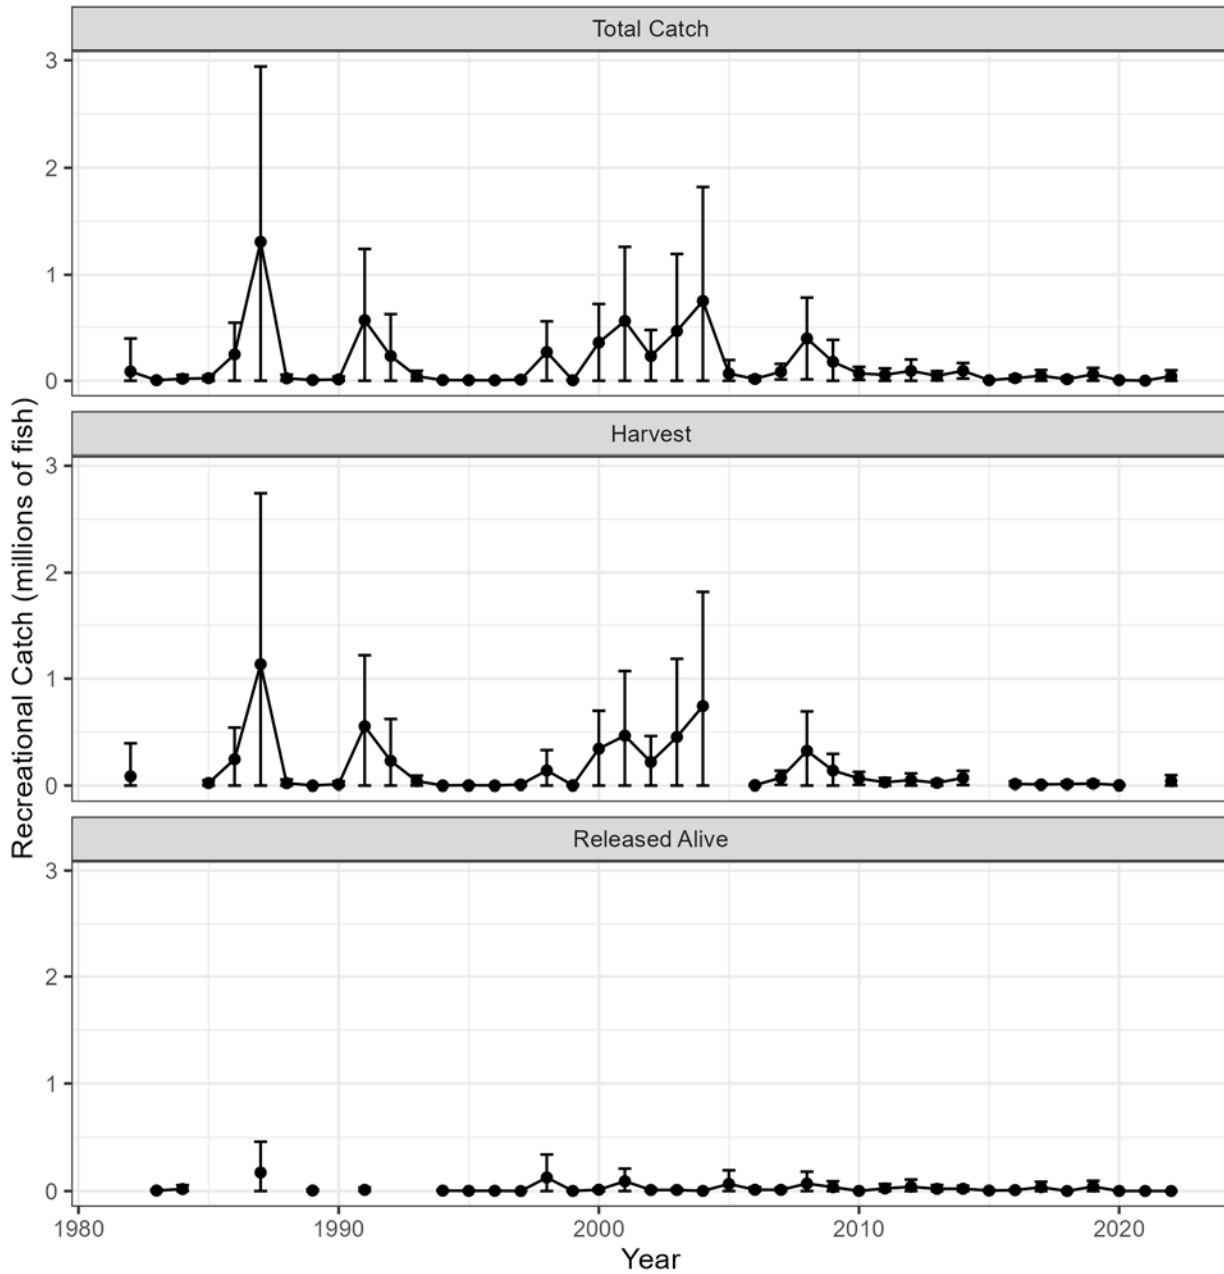 Total Catch
3
2
1
0
Harvest
3
2
1
0
Released Alive
3
2
1
0
1980 1990 2000 2010 2020
Year
Recreational Catch (millions of fish)